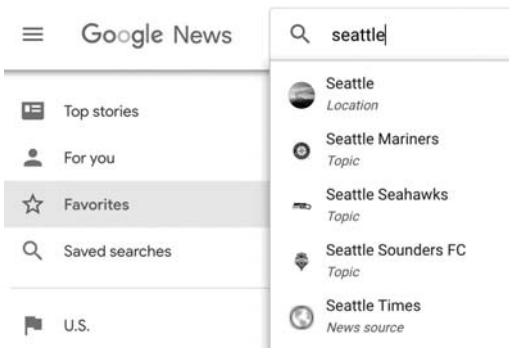 Google News
seattle
Top stories
For you
Favorites
Saved searches
U.S.
Seattle
Location
Seattle Mariners
Topic
Seattle Seahawks
Topic
Seattle Sounders FC
Topic
Seattle Times
News source